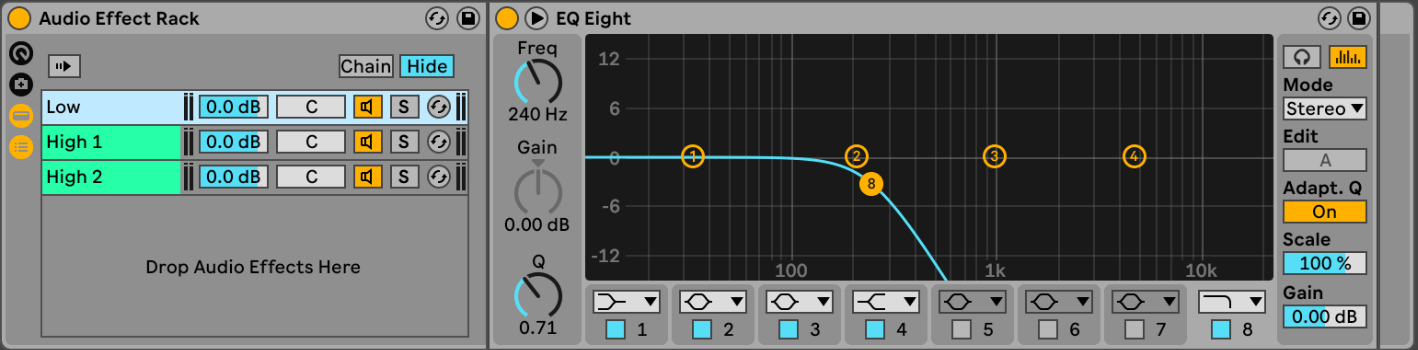 Audio Effect Rack
Chain Hide
Low 0.0 dB C S
High 1 0.0 dB C S
High 2 0.0 dB C S
Drop Audio Effects Here
EQ Eight
Freq
240 Hz
Gain
0.00 dB
Q
0.71
12
6
0
-6
-12
1 2 3 4
8
100 1k 10k
1 2 3 4 5 6 7 8
Mode
Stereo
Edit
A
Adapt. Q
On
Scale
100 %
Gain
0.00 dB